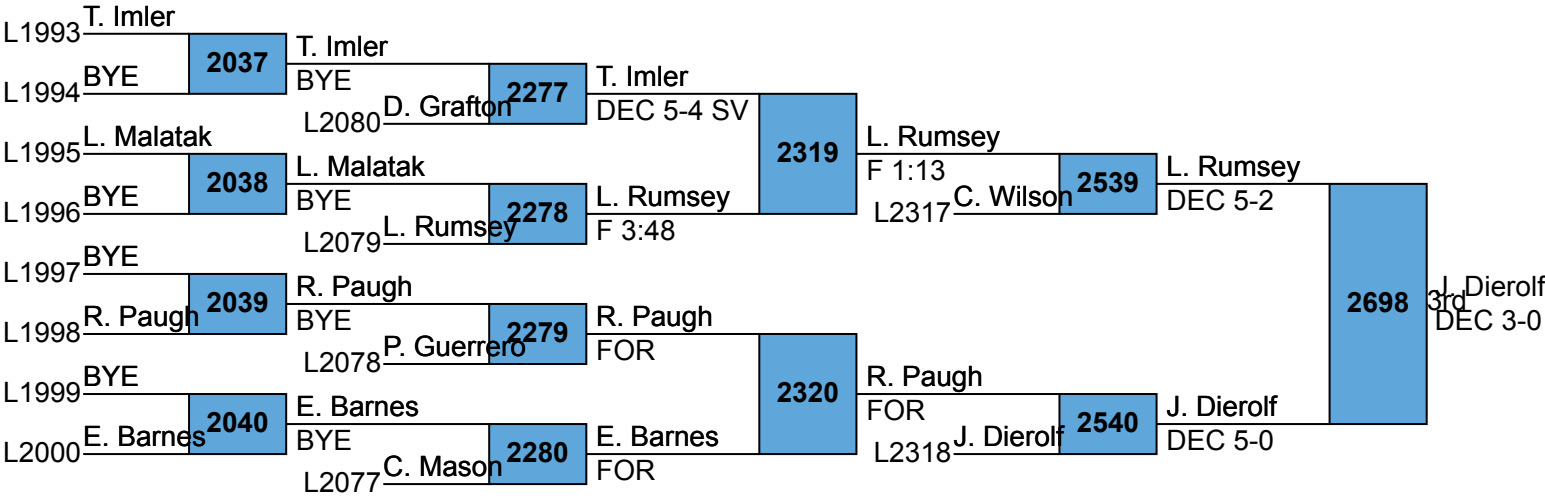 T. Imler
L1993
2037
BYE
L1994
T. Imler
BYE
2277
D. Grafton
L2080
T. Imler
DEC 5-4 SV
L. Malatak
L1995
2038
BYE
L1996
L. Malatak
BYE
2278
L. Rumsey
L2079
L. Rumsey
F 3:48
2319
L. Rumsey
F 1:13
2539
C. Wilson
L2317
L. Rumsey
DEC 5-2
BYE
L1997
2039
R. Paugh
L1998
R. Paugh
BYE
2279
P. Guerrero
L2078
R. Paugh
FOR
BYE
L1999
2040
E. Barnes
L2000
E. Barnes
BYE
2280
C. Mason
L2077
E. Barnes
FOR
2320
R. Paugh
FOR
2540
J. Dierolf
L2318
J. Dierolf
DEC 5-0
2698
3rd
J. Dierolf
DEC 3-0